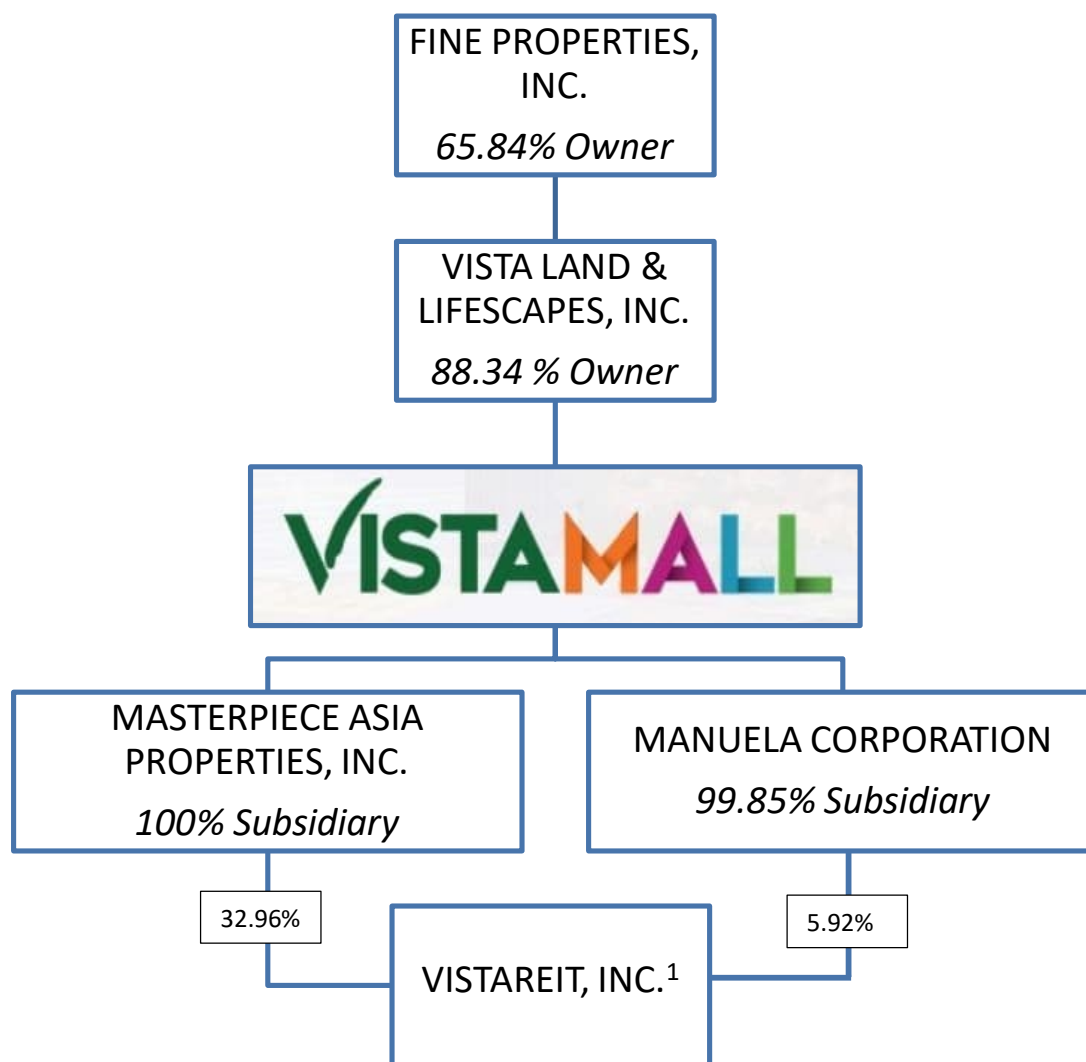 FINE PROPERTIES,
INC.
65.84% Owner
VISTA LAND &
LIFESCAPES, INC.
88.34 % Owner
VISTAMALL
MASTERPIECE ASIA
PROPERTIES, INC.
100% Subsidiary
MANUELA CORPORATION
99.85% Subsidiary
32.96%
5.92%
VISTAREIT, INC.1